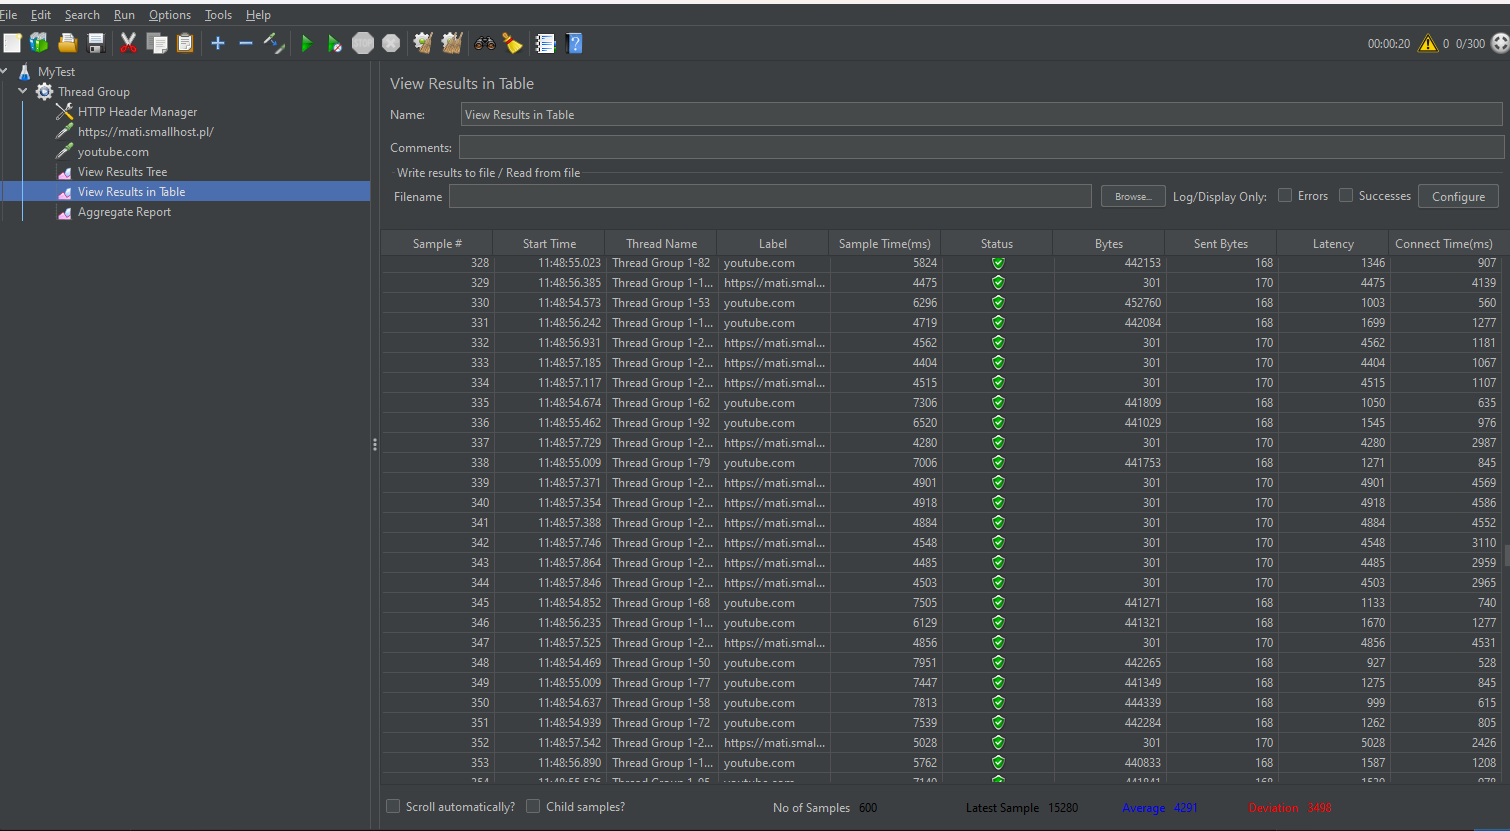 File Edit Search Run Options Tools Help
00:00:20 0 0/300
MyTest
Thread Group
HTTP Header Manager
https://mati.smallhost.pl/
youtube.com
View Results Tree
View Results in Table
Aggregate Report
View Results in Table
Name: View Results in Table
Comments:
Write results to file / Read from file
Filename Browse... Log/Display Only: Errors Successes Configure
Sample # Start Time Thread Name Label Sample Time(ms) Status Bytes Sent Bytes Latency Connect Time(ms)
328 11:48:55.023 Thread Group 1-82 youtube.com 5824 442153 168 1346 907
329 11:48:56.385 Thread Group 1-1... https://mati.smal... 4475 301 170 4475 4139
330 11:48:54.573 Thread Group 1-53 youtube.com 6296 452760 168 1003 560
331 11:48:56.242 Thread Group 1-1... youtube.com 4719 442084 168 1699 1277
332 11:48:56.931 Thread Group 1-2... https://mati.smal... 4562 301 170 4562 1181
333 11:48:57.185 Thread Group 1-2... https://mati.smal... 4404 301 170 4404 1067
334 11:48:57.117 Thread Group 1-2... https://mati.smal... 4515 301 170 4515 1107
335 11:48:54.674 Thread Group 1-62 youtube.com 7306 441809 168 1050 635
336 11:48:55.462 Thread Group 1-92 youtube.com 6520 441029 168 1545 976
337 11:48:57.729 Thread Group 1-2... https://mati.smal... 4280 301 170 4280 2987
338 11:48:55.009 Thread Group 1-79 youtube.com 7006 441753 168 1271 845
339 11:48:57.371 Thread Group 1-2... https://mati.smal... 4901 301 170 4901 4569
340 11:48:57.354 Thread Group 1-2... https://mati.smal... 4918 301 170 4918 4586
341 11:48:57.388 Thread Group 1-2... https://mati.smal... 4884 301 170 4884 4552
342 11:48:57.746 Thread Group 1-2... https://mati.smal... 4548 301 170 4548 3110
343 11:48:57.864 Thread Group 1-2... https://mati.smal... 4485 301 170 4485 2959
344 11:48:57.846 Thread Group 1-2... https://mati.smal... 4503 301 170 4503 2965
345 11:48:54.852 Thread Group 1-68 youtube.com 7505 441271 168 1133 740
346 11:48:56.235 Thread Group 1-1... youtube.com 6129 441321 168 1670 1277
347 11:48:57.525 Thread Group 1-2... https://mati.smal... 4856 301 170 4856 4531
348 11:48:54.469 Thread Group 1-50 youtube.com 7951 442265 168 927 528
349 11:48:55.009 Thread Group 1-77 youtube.com 7447 441349 168 1275 845
350 11:48:54.637 Thread Group 1-58 youtube.com 7813 444339 168 999 615
351 11:48:54.939 Thread Group 1-72 youtube.com 7539 442284 168 1262 805
352 11:48:57.542 Thread Group 1-2... https://mati.smal... 5028 301 170 5028 2426
353 11:48:56.890 Thread Group 1-1... youtube.com 5762 440833 168 1587 1208
Scroll automatically? Child samples? No of Samples 600 Latest Sample 15280 Average 4291 Deviation 3498